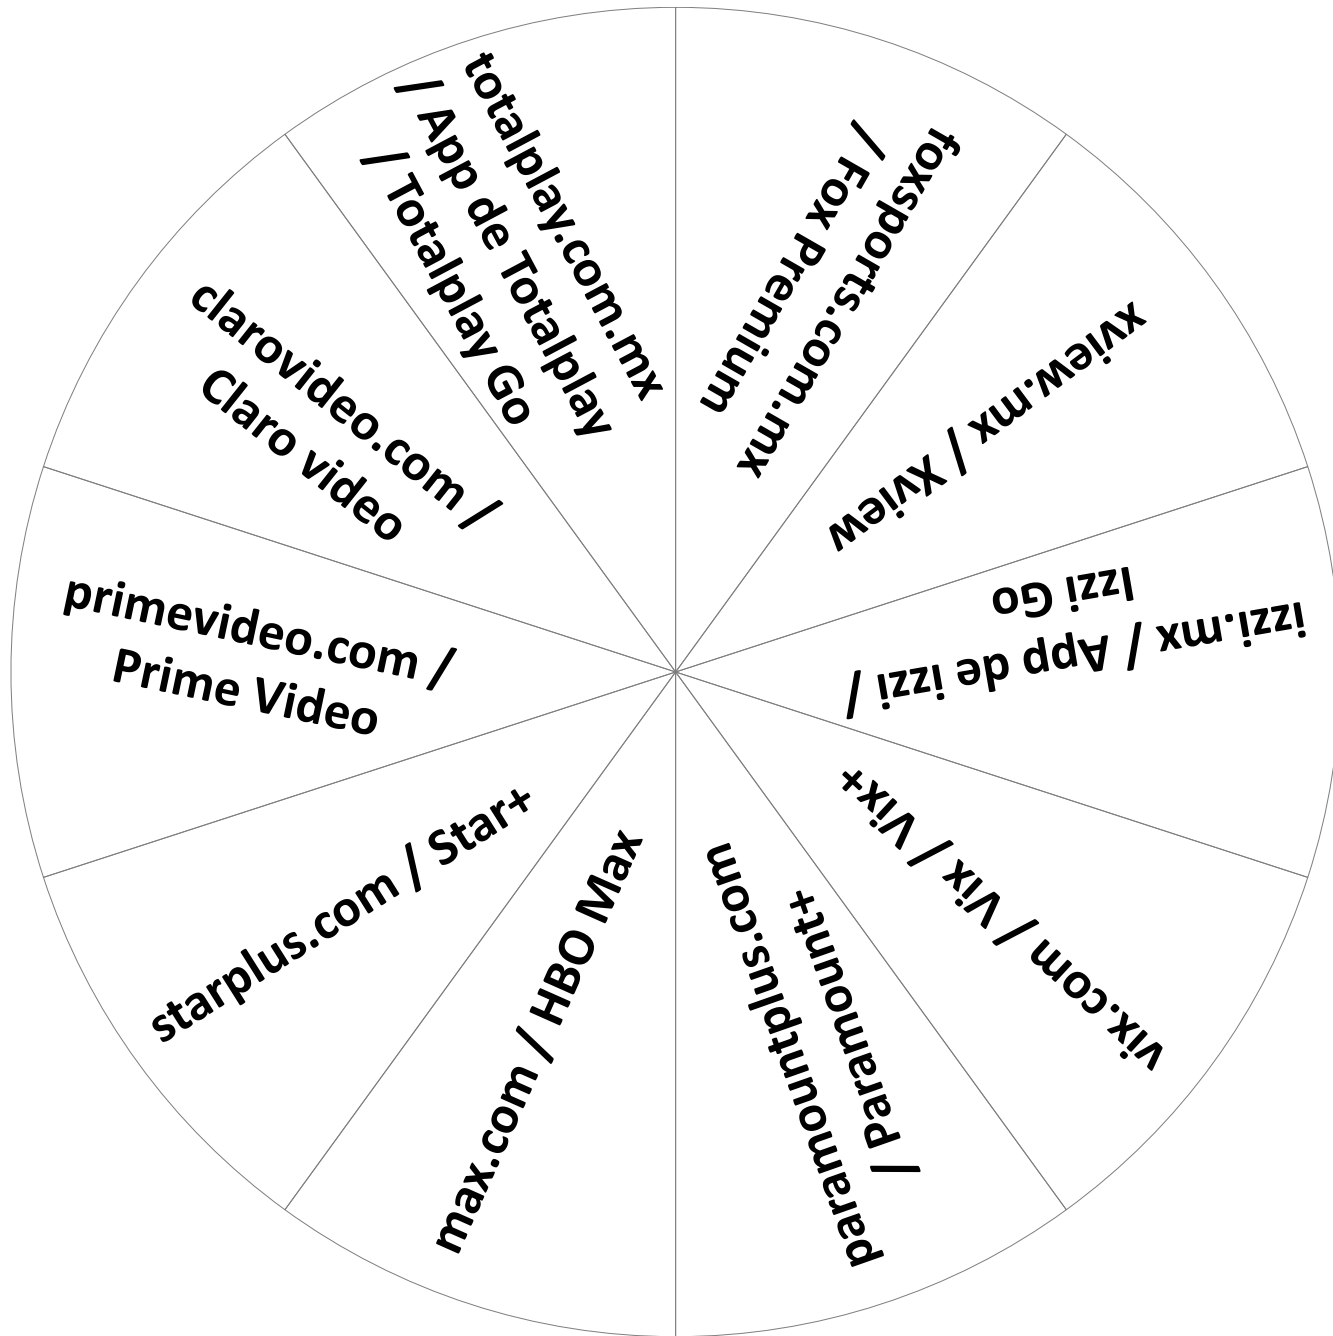 foxsports.com.mx
/ Fox Premium
xview.mx / Xview
izzi.mx / App de izzi /
Izzi Go
vix.com / Vix / Vix+
paramountplus.com
/ Paramount+
max.com / HBO Max
starplus.com / Star+
primevideo.com /
Prime Video
clarovideo.com /
Claro video
totalplay.com.mx
/ App de Totalplay
/ Totalplay Go